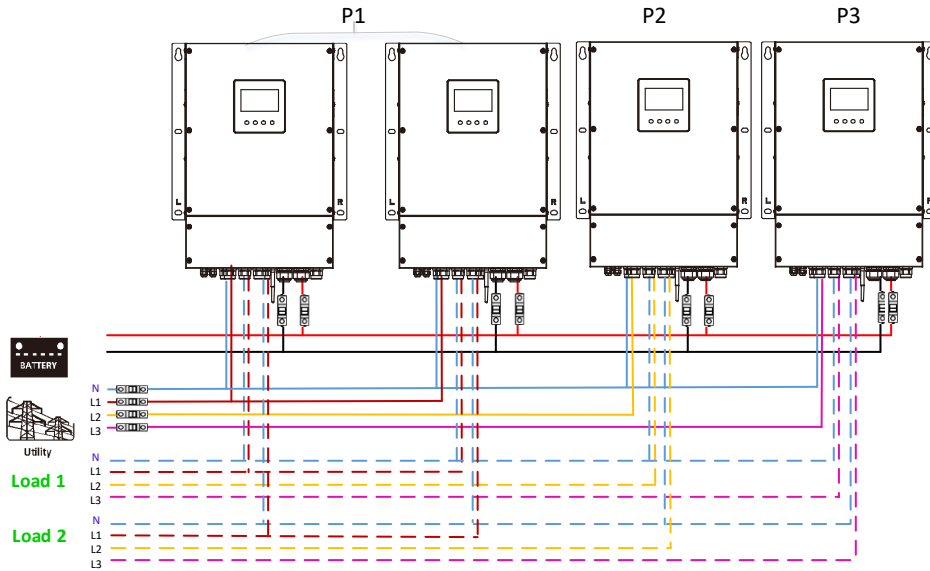 P1 P2 P3
L R L R L R L
BATTERY
N
L1
L2
L3
Utility
N
Load 1 L1
L2
L3
N
Load 2 L1
L2
L3